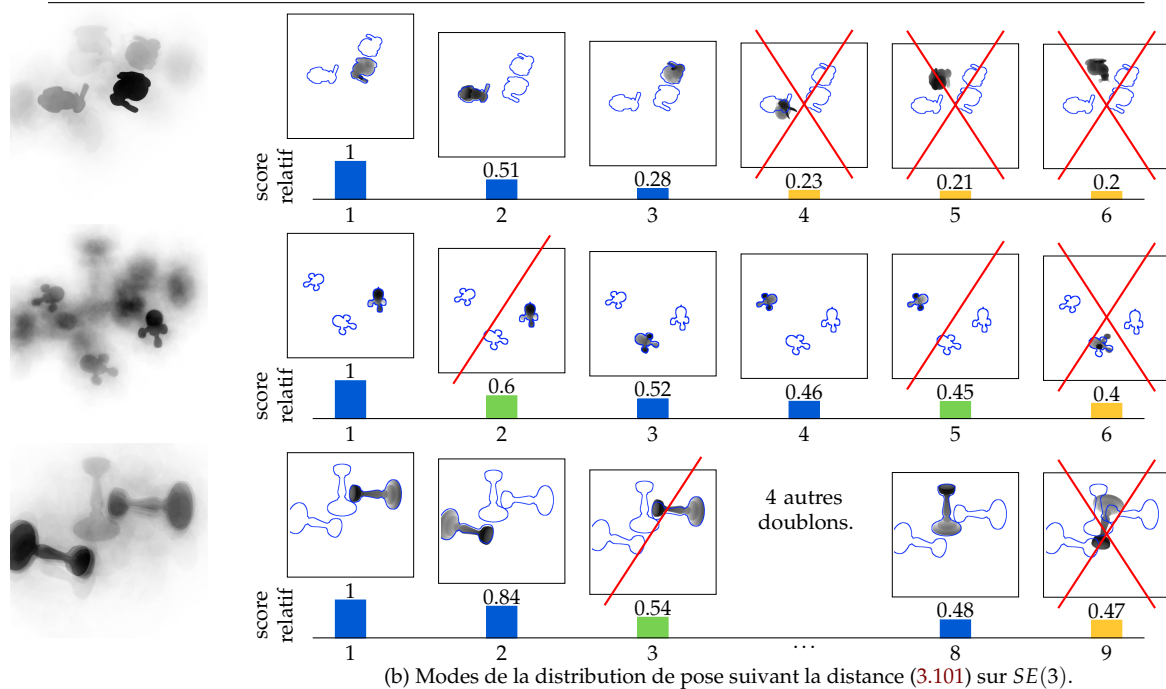 score
relatif
1 0.51 0.28 0.23 0.21 0.2
1 2 3 4 5 6
score
relatif
1 0.6 0.52 0.46 0.45 0.4
1 2 3 4 5 6
4 autres
doublons.
score
relatif
1 0.84 0.54 0.48 0.47
1 2 3 ... 8 9
(b) Modes de la distribution de pose suivant la distance (3.101) sur SE(3).